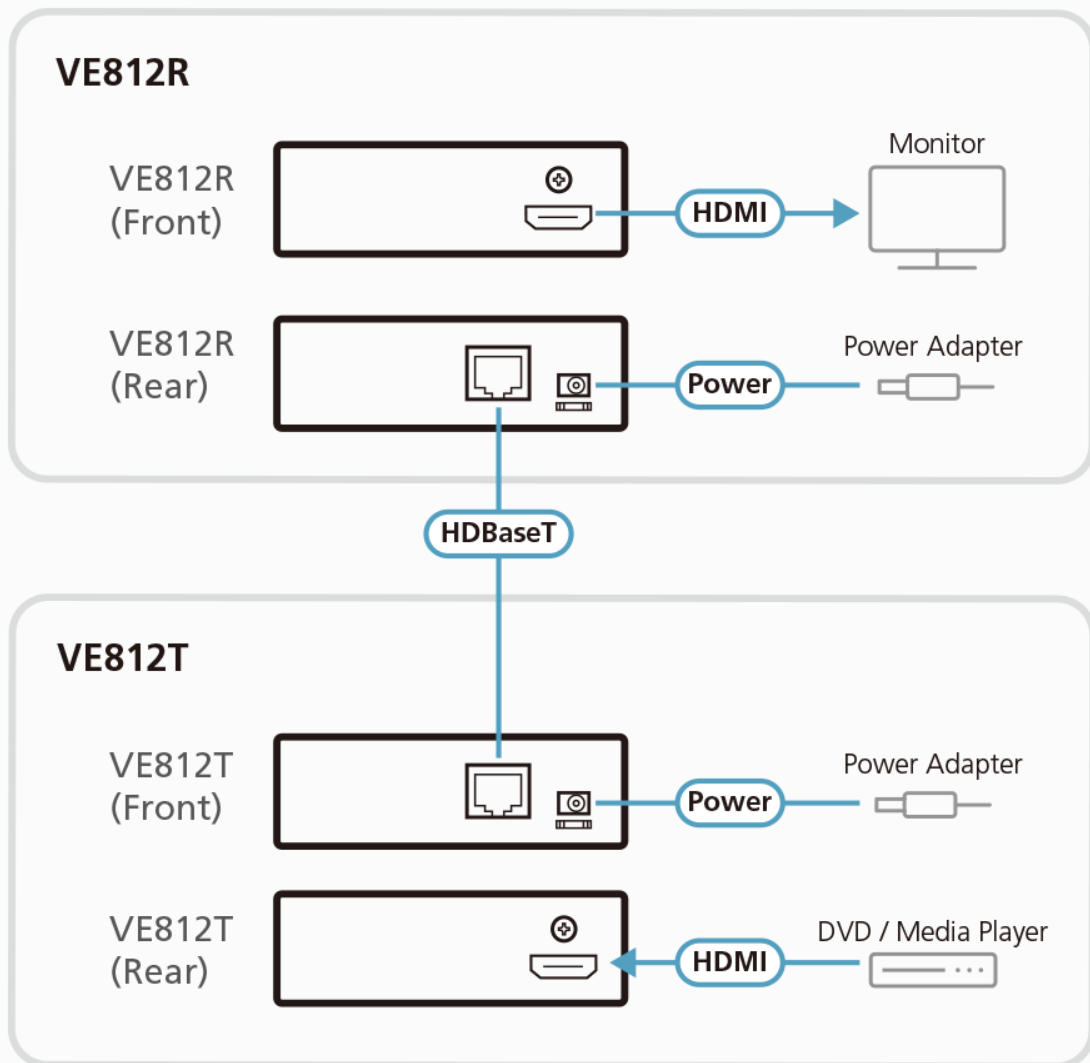 VE812R
VE812R
(Front)
HDMI
Monitor
VE812R
(Rear)
Power
Power Adapter
HDBaseT
VE812T
VE812T
(Front)
Power
Power Adapter
VE812T
(Rear)
HDMI
DVD / Media Player